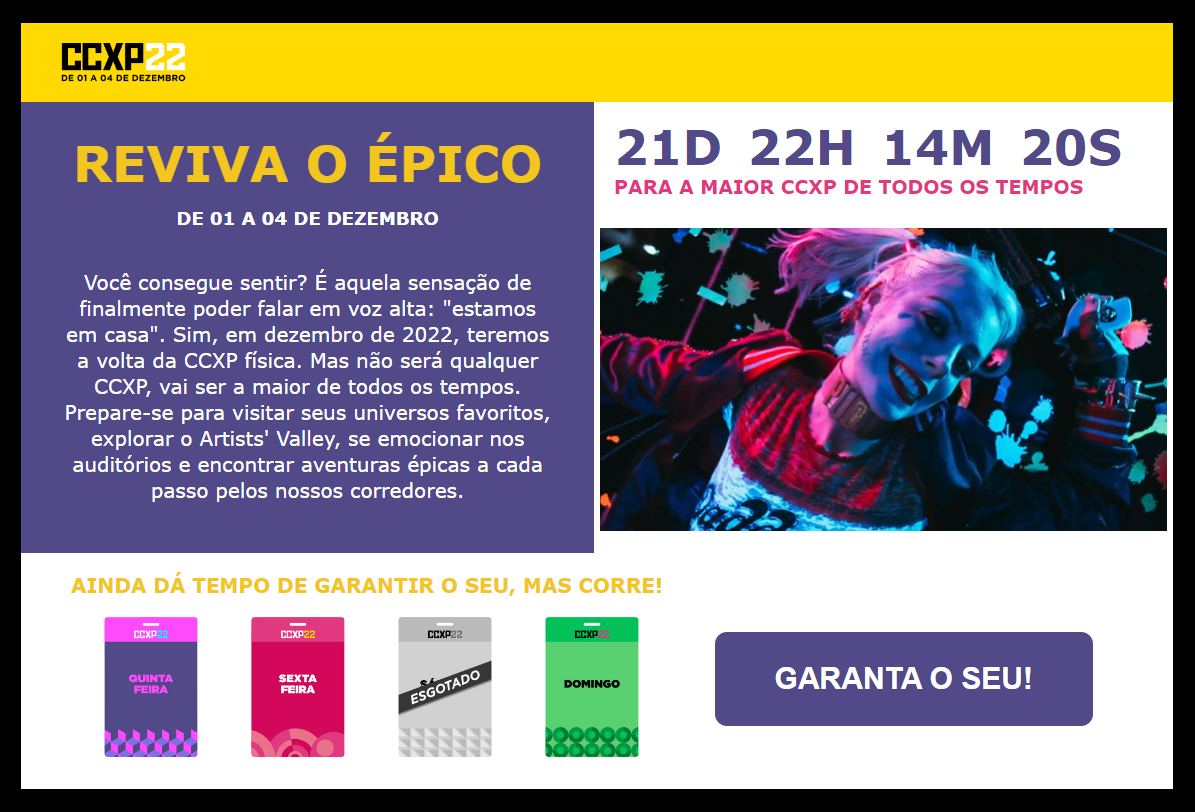 CCXP22
DE 01 A 04 DE DEZEMBRO
REVIVA O ÉPICO
DE 01 A 04 DE DEZEMBRO
Você consegue sentir? É aquela sensação de
finalmente poder falar em voz alta: "estamos
em casa". Sim, em dezembro de 2022, teremos
a volta da CCXP física. Mas não será qualquer
CCXP, vai ser a maior de todos os tempos.
Prepare-se para visitar seus universos favoritos,
explorar o Artists' Valley, se emocionar nos
auditórios e encontrar aventuras épicas a cada
passo pelos nossos corredores.
21D 22H 14M 20S
PARA A MAIOR CCXP DE TODOS OS TEMPOS
AINDA DÁ TEMPO DE GARANTIR O SEU, MAS CORRE!
CCXP22
QUINTA
FEIRA
CCXP22
SEXTA
FEIRA
CCXP22
ESGOTADO
CCXP22
DOMINGO
GARANTA O SEU!